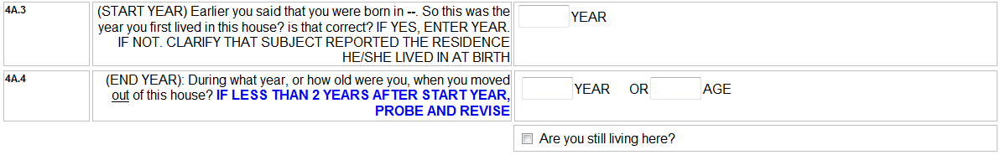 4A.3
(START YEAR) Earlier you said that you were born in --. So this was the
year you first lived in this house? is that correct? IF YES, ENTER YEAR.
IF NOT. CLARIFY THAT SUBJECT REPORTED THE RESIDENCE
HE/SHE LIVED IN AT BIRTH
YEAR
4A.4
(END YEAR): During what year, or how old were you, when you moved
out of this house? IF LESS THAN 2 YEARS AFTER START YEAR,
PROBE AND REVISE
YEAR OR AGE
Are you still living here?